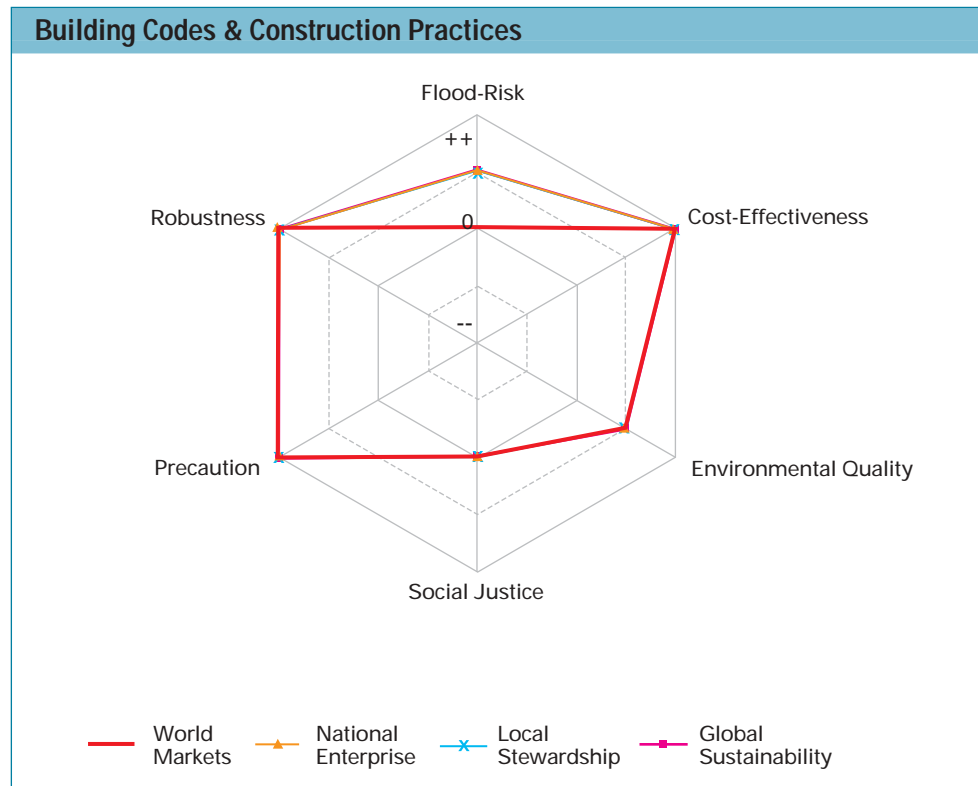 Building Codes & Construction Practices
Flood-Risk
++
Robustness
0
Cost-Effectiveness
--
Precaution
Environmental Quality
Social Justice
World
Markets
National
Enterprise
Local
Stewardship
Global
Sustainability